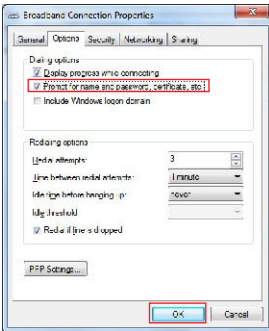 Broadband Connection Properties
General Options Security Networking Sharing
Dialing options
Display progress while connecting
Prompt for name and password, certificate, etc.
Include Windows logon domain
Redialing options
Redial attempts: 3
Time between redial attempts: 1 minute
Idle time before hanging up: never
Idle threshold
Redial if line is dropped
PPP Settings...
OK Cancel